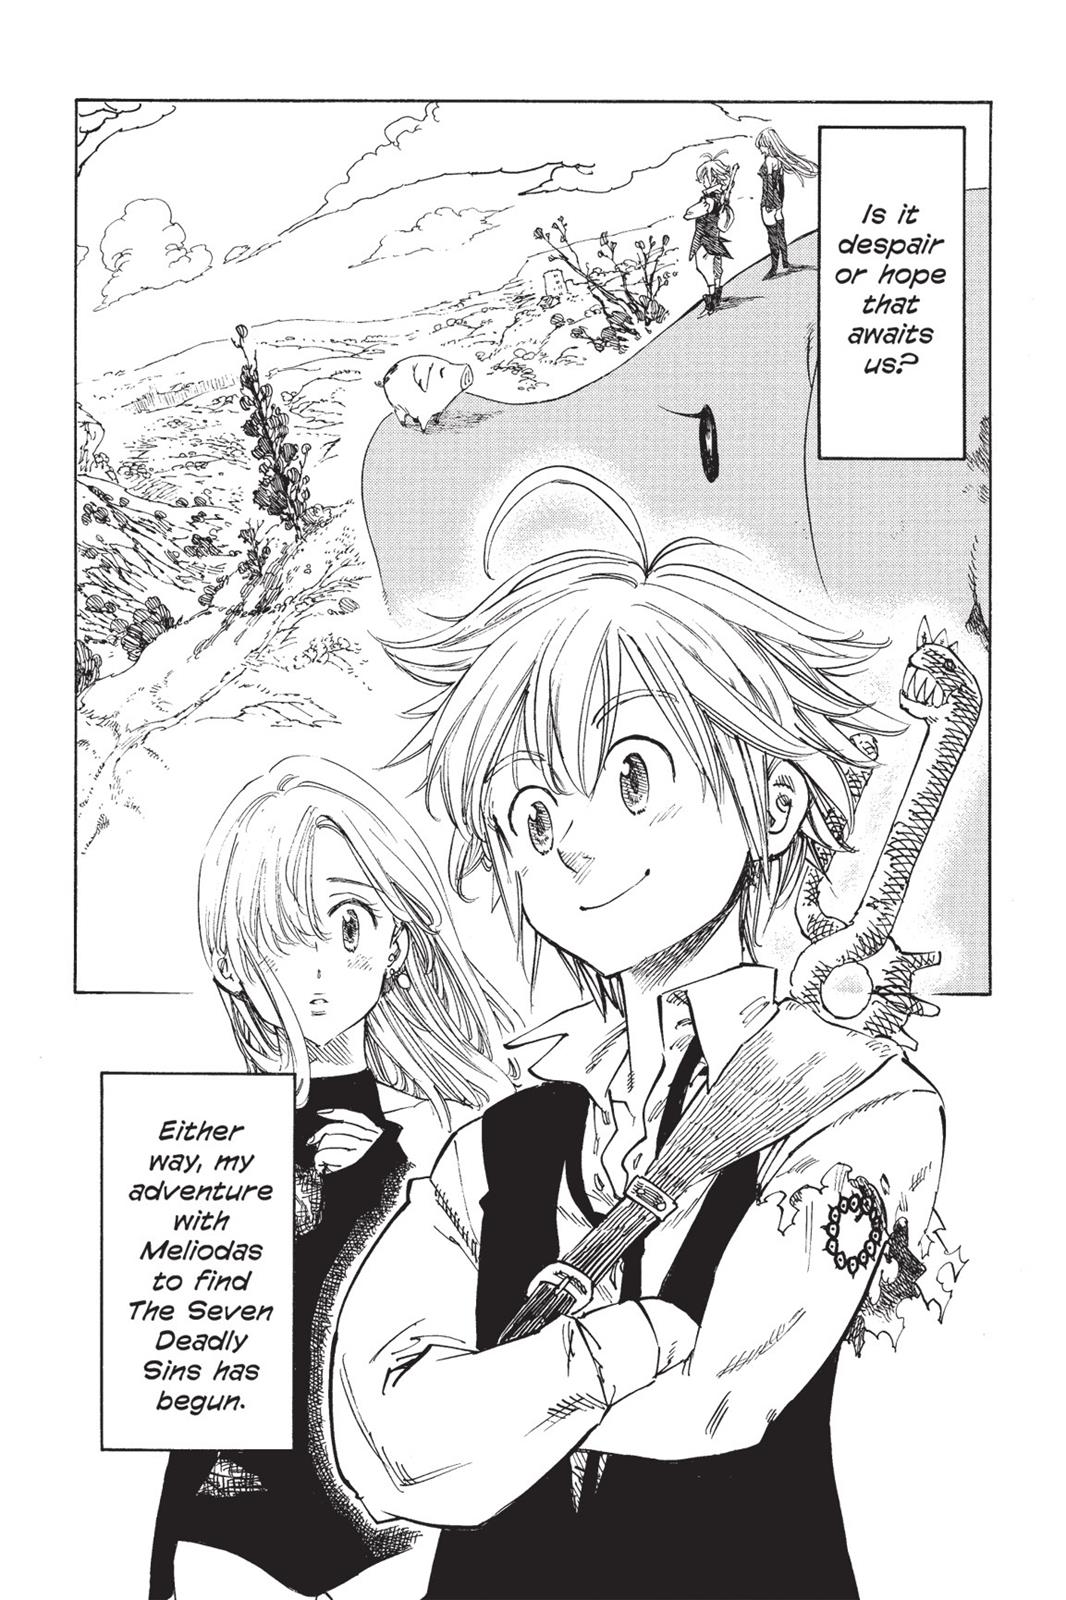 Is it
despair
or hope
that
awaits
us?
Either
way, my
adventure
with
Meliodas
to find
The Seven
Deadly
Sins has
begun.